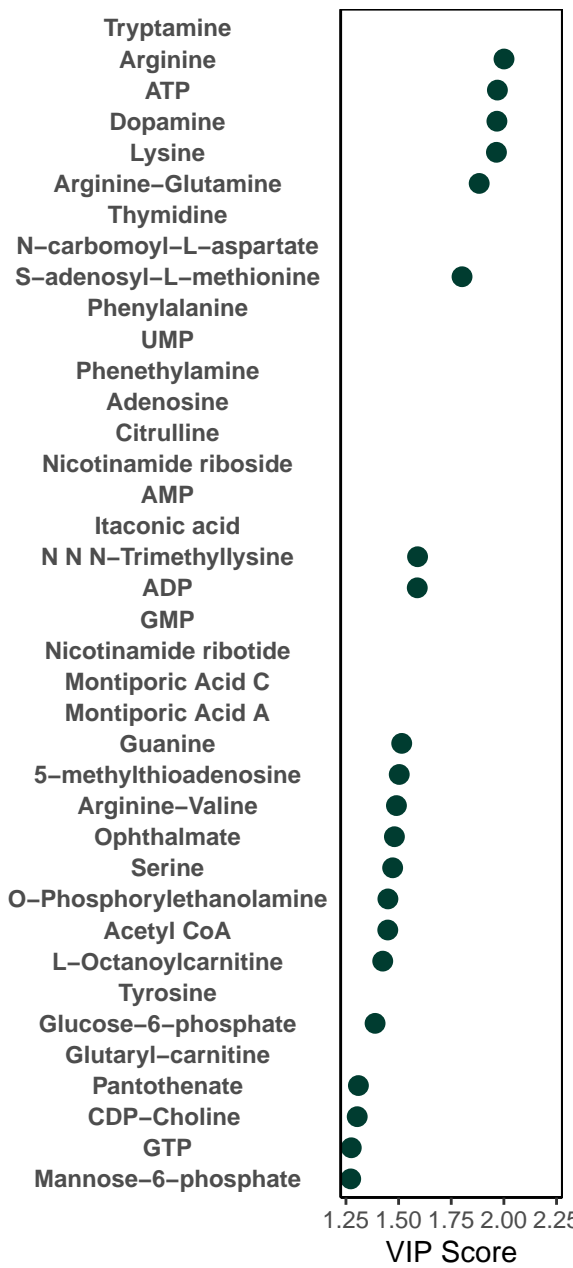 Tryptamine
Arginine
ATP
Dopamine
Lysine
Arginine−Glutamine
Thymidine
N−carbomoyl−L−aspartate
S−adenosyl−L−methionine
Phenylalanine
UMP
Phenethylamine
Adenosine
Citrulline
Nicotinamide riboside
AMP
Itaconic acid
N N N−Trimethyllysine
ADP
GMP
Nicotinamide ribotide
Montiporic Acid C
Montiporic Acid A
Guanine
5−methylthioadenosine
Arginine−Valine
Ophthalmate
Serine
O−Phosphorylethanolamine
Acetyl CoA
L−Octanoylcarnitine
Tyrosine
Glucose−6−phosphate
Glutaryl−carnitine
Pantothenate
CDP−Choline
GTP
Mannose−6−phosphate
1.25 1.50 1.75 2.00 2.25
VIP Score